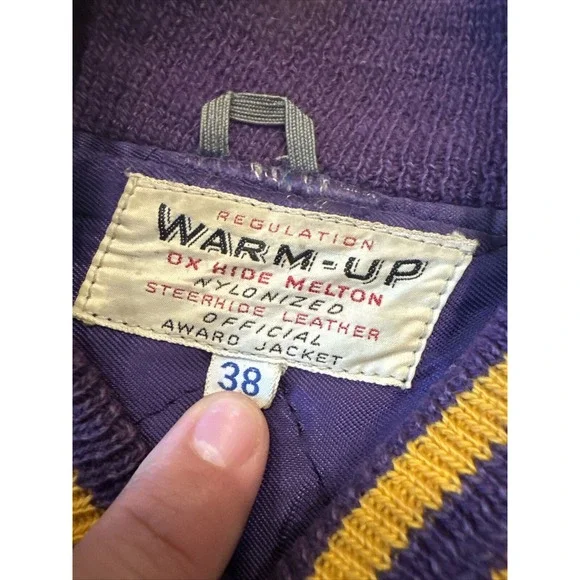 REGULATION
WARM-UP
OX HIDE MELTON
NYLONIZED
STEERHIDE LEATHER
OFFICIAL
AWARD JACKET
38